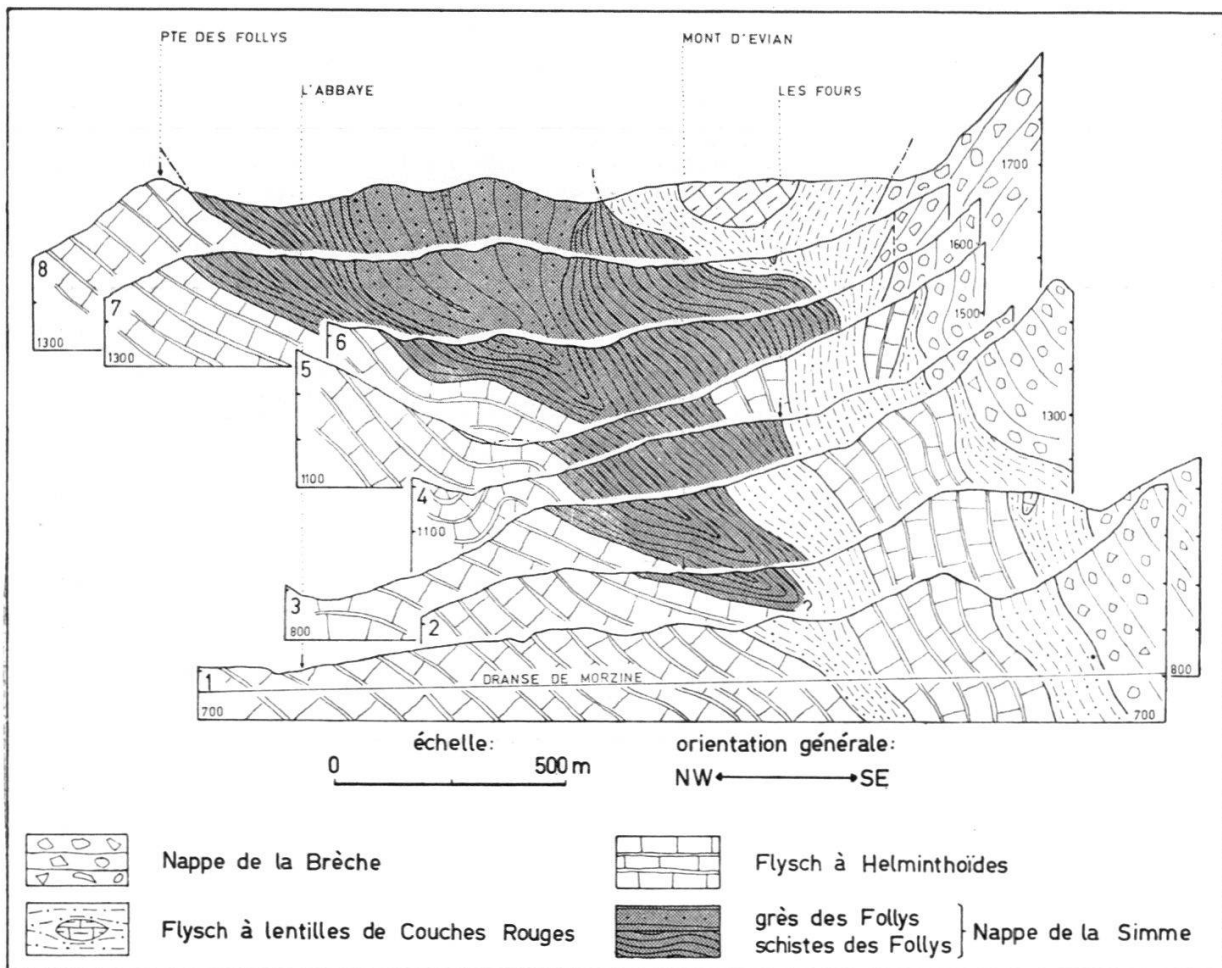 PTE DES FOLLYS
MONT D'EVIAN
L'ABBAYE
LES FOURS
1700
8
1600
7
1300
1300
6
1500
5
1300
1100
4
1100
3
800
2
?
1
DRANSE DE MORZINE
800
700
700
échelle:
0 500 m
orientation générale:
NW SE
Nappe de la Brèche
Flysch à Helminthoïdes
Flysch à lentilles de Couches Rouges
grès des Follys
schistes des Follys
Nappe de la Simme